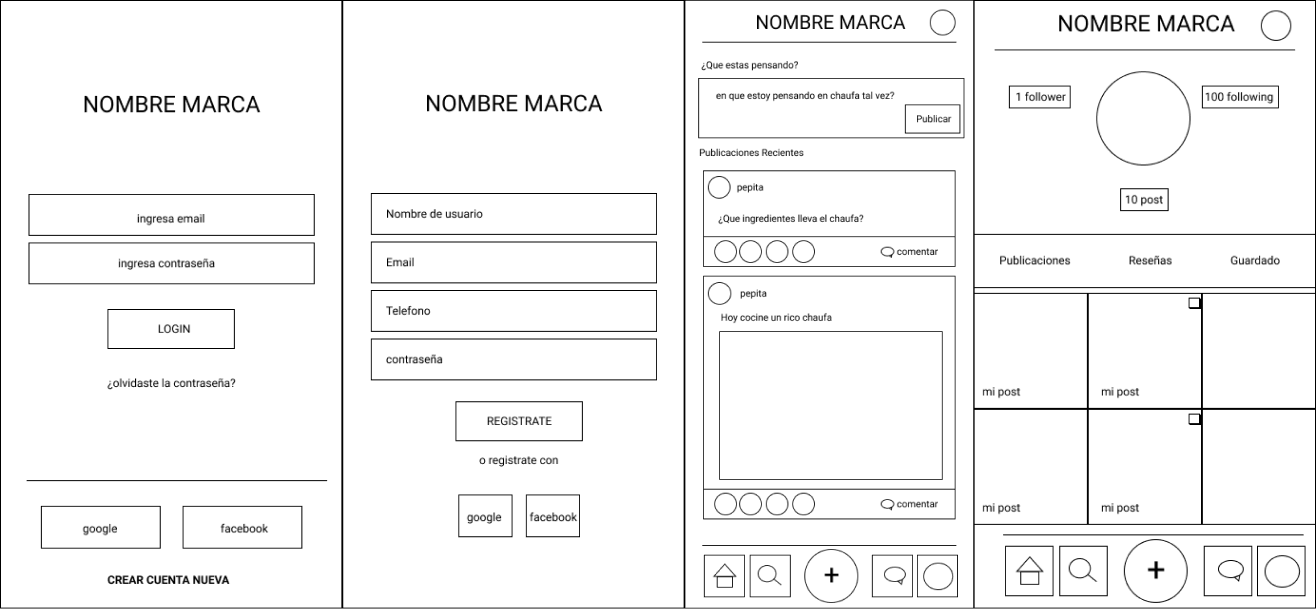 NOMBRE MARCA
ingresa email
ingresa contraseña
LOGIN
¿olvidaste la contraseña?
google
facebook
CREAR CUENTA NUEVA
NOMBRE MARCA
Nombre de usuario
Email
Telefono
contraseña
REGISTRATE
o registrate con
google
facebook
NOMBRE MARCA
¿Que estas pensando?
en que estoy pensando en chaufa tal vez?
Publicar
Publicaciones Recientes
pepita
¿Que ingredientes lleva el chaufa?
comentar
pepita
Hoy cocine un rico chaufa
comentar
+
NOMBRE MARCA
1 follower
100 following
10 post
Publicaciones
Reseñas
Guardado
mi post
mi post
mi post
mi post
+